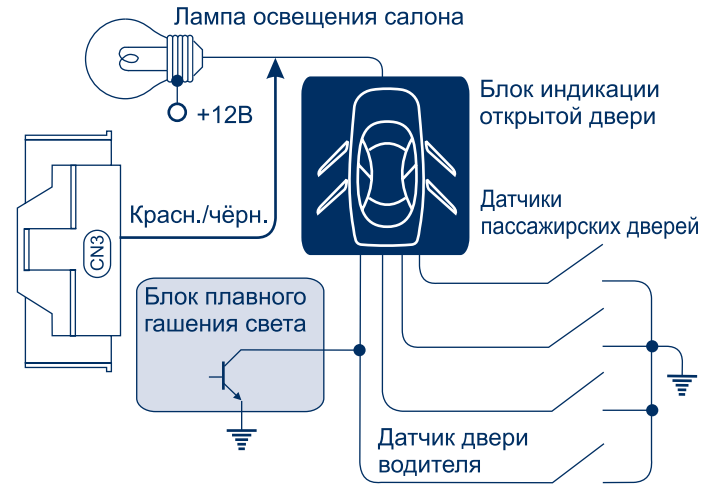 Лампа освещения салона
+12В
Блок индикации
открытой двери
Красн./чёрн.
CN3
Датчики
пассажирских дверей
Блок плавного
гашения света
Датчик двери
водителя